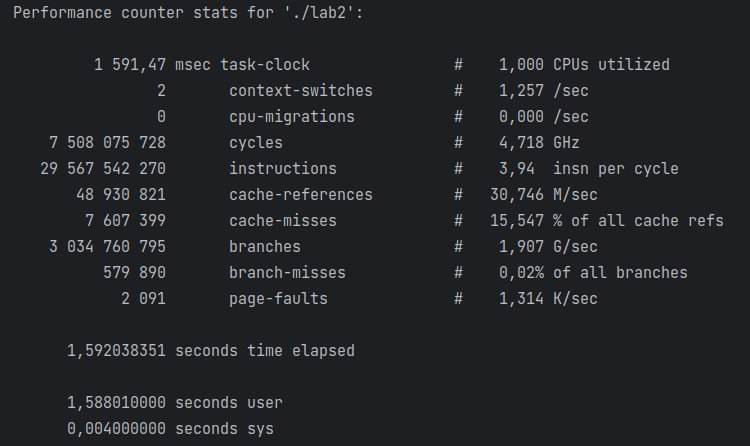 Performance counter stats for './lab2':
1 591,47 msec task-clock # 1,000 CPUs utilized
2 context-switches # 1,257 /sec
0 cpu-migrations # 0,000 /sec
7 508 075 728 cycles # 4,718 GHz
29 567 542 270 instructions # 3,94 insn per cycle
48 930 821 cache-references # 30,746 M/sec
7 607 399 cache-misses # 15,547 % of all cache refs
3 034 760 795 branches # 1,907 G/sec
579 890 branch-misses # 0,02% of all branches
2 091 page-faults # 1,314 K/sec
1,592038351 seconds time elapsed
1,588010000 seconds user
0,004000000 seconds sys